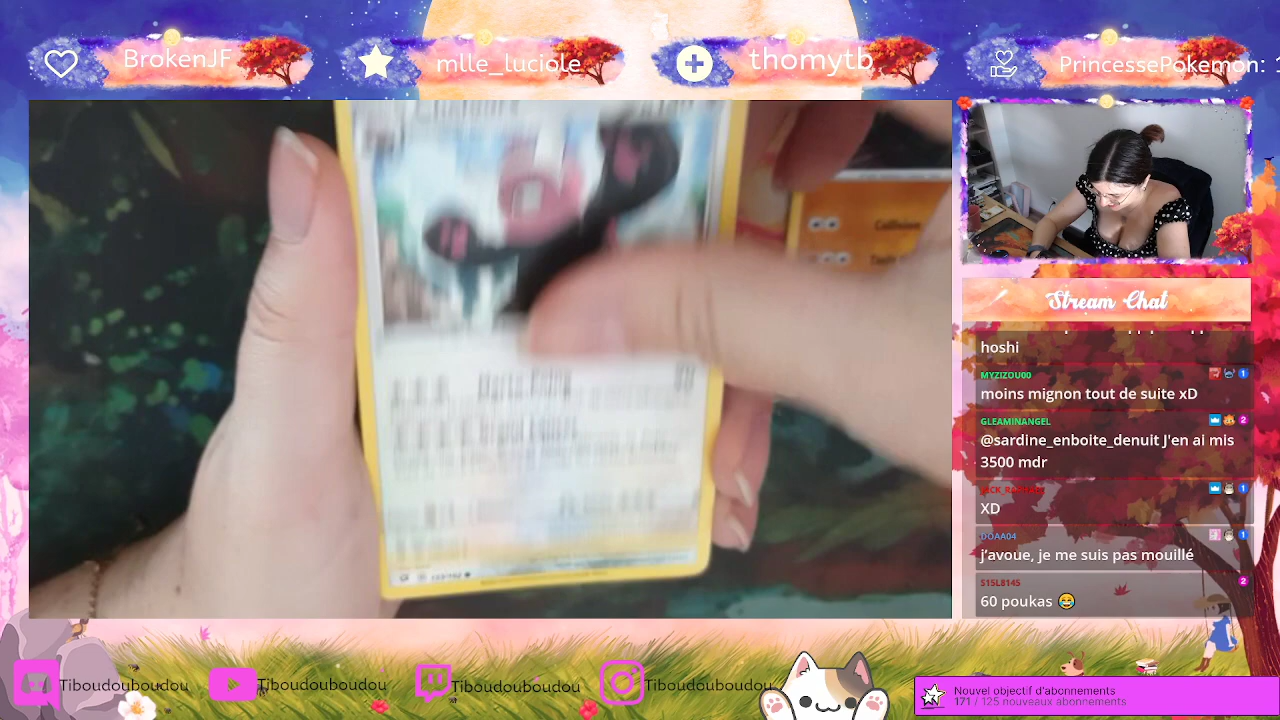 BrokenJF
mlle_luciole
thomytb
PrincessePokemon: 1
Stream Chat
hoshi
MYZIZOU00
moins mignon tout de suite xD
GLEAMINANGEL
@sardine_enboite_denuit J'en ai mis
3500 mdr
XD
DOAA04
j'avoue, je me suis pas mouillé
S15L8145
60 poukas 😂
Tiboudouboudou
Tiboudouboudou
Tiboudouboudou
Tiboudouboudou
Nouvel objectif d'abonnements
171 / 125 nouveaux abonnements